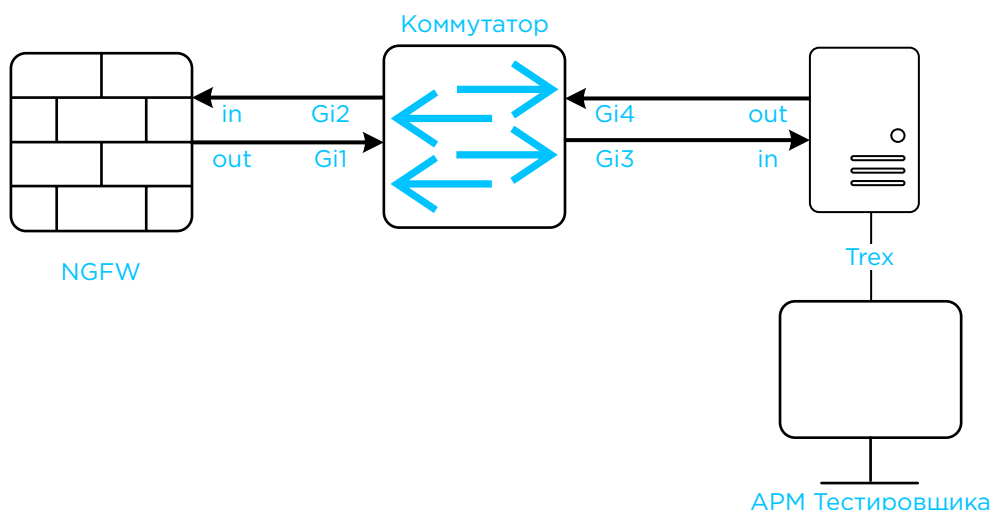 Коммутатор
in
Gi2
Gi4
out
out
Gi1
Gi3
in
NGFW
Trex
АРМ Тестировщика